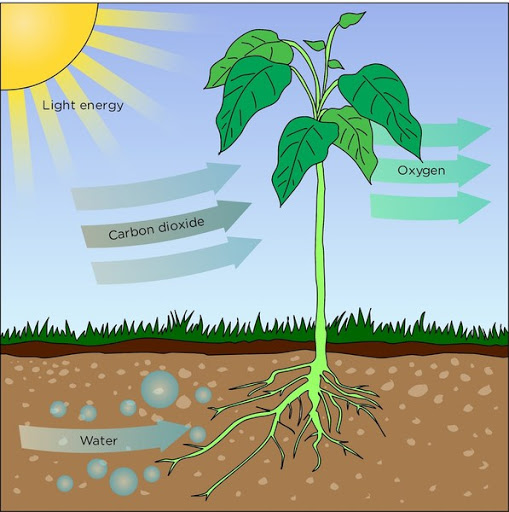 Light energy
Oxygen
Carbon dioxide
Water